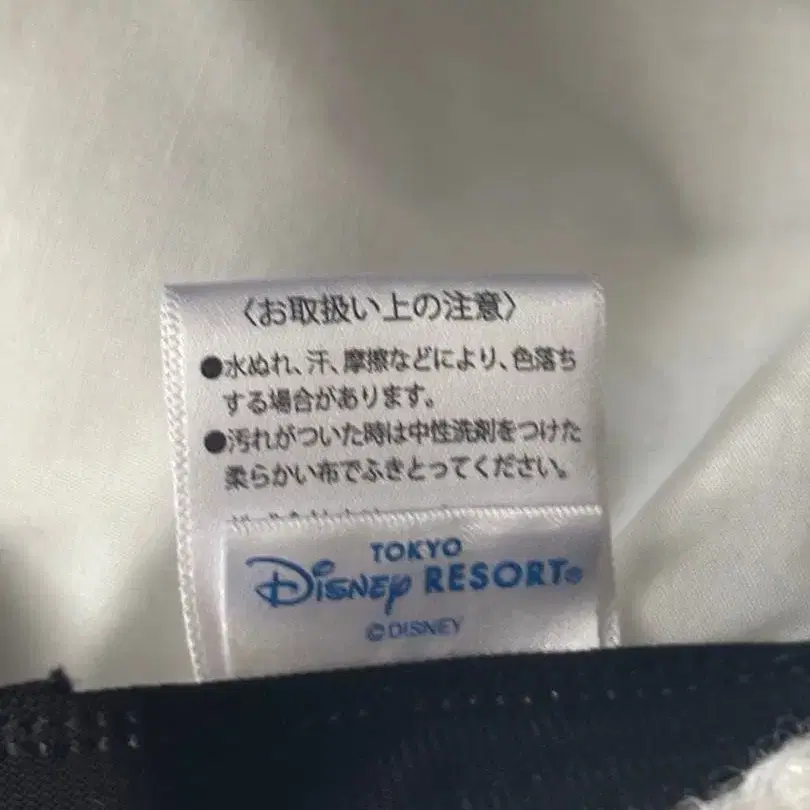 〈お取扱い上の注意〉
●水ぬれ、汗、摩擦などにより、色落ち
する場合があります。
●汚れがついた時は中性洗剤をつけた
柔らかい布でふきとってください。
TOKYO
Disney RESORT®
© DISNEY